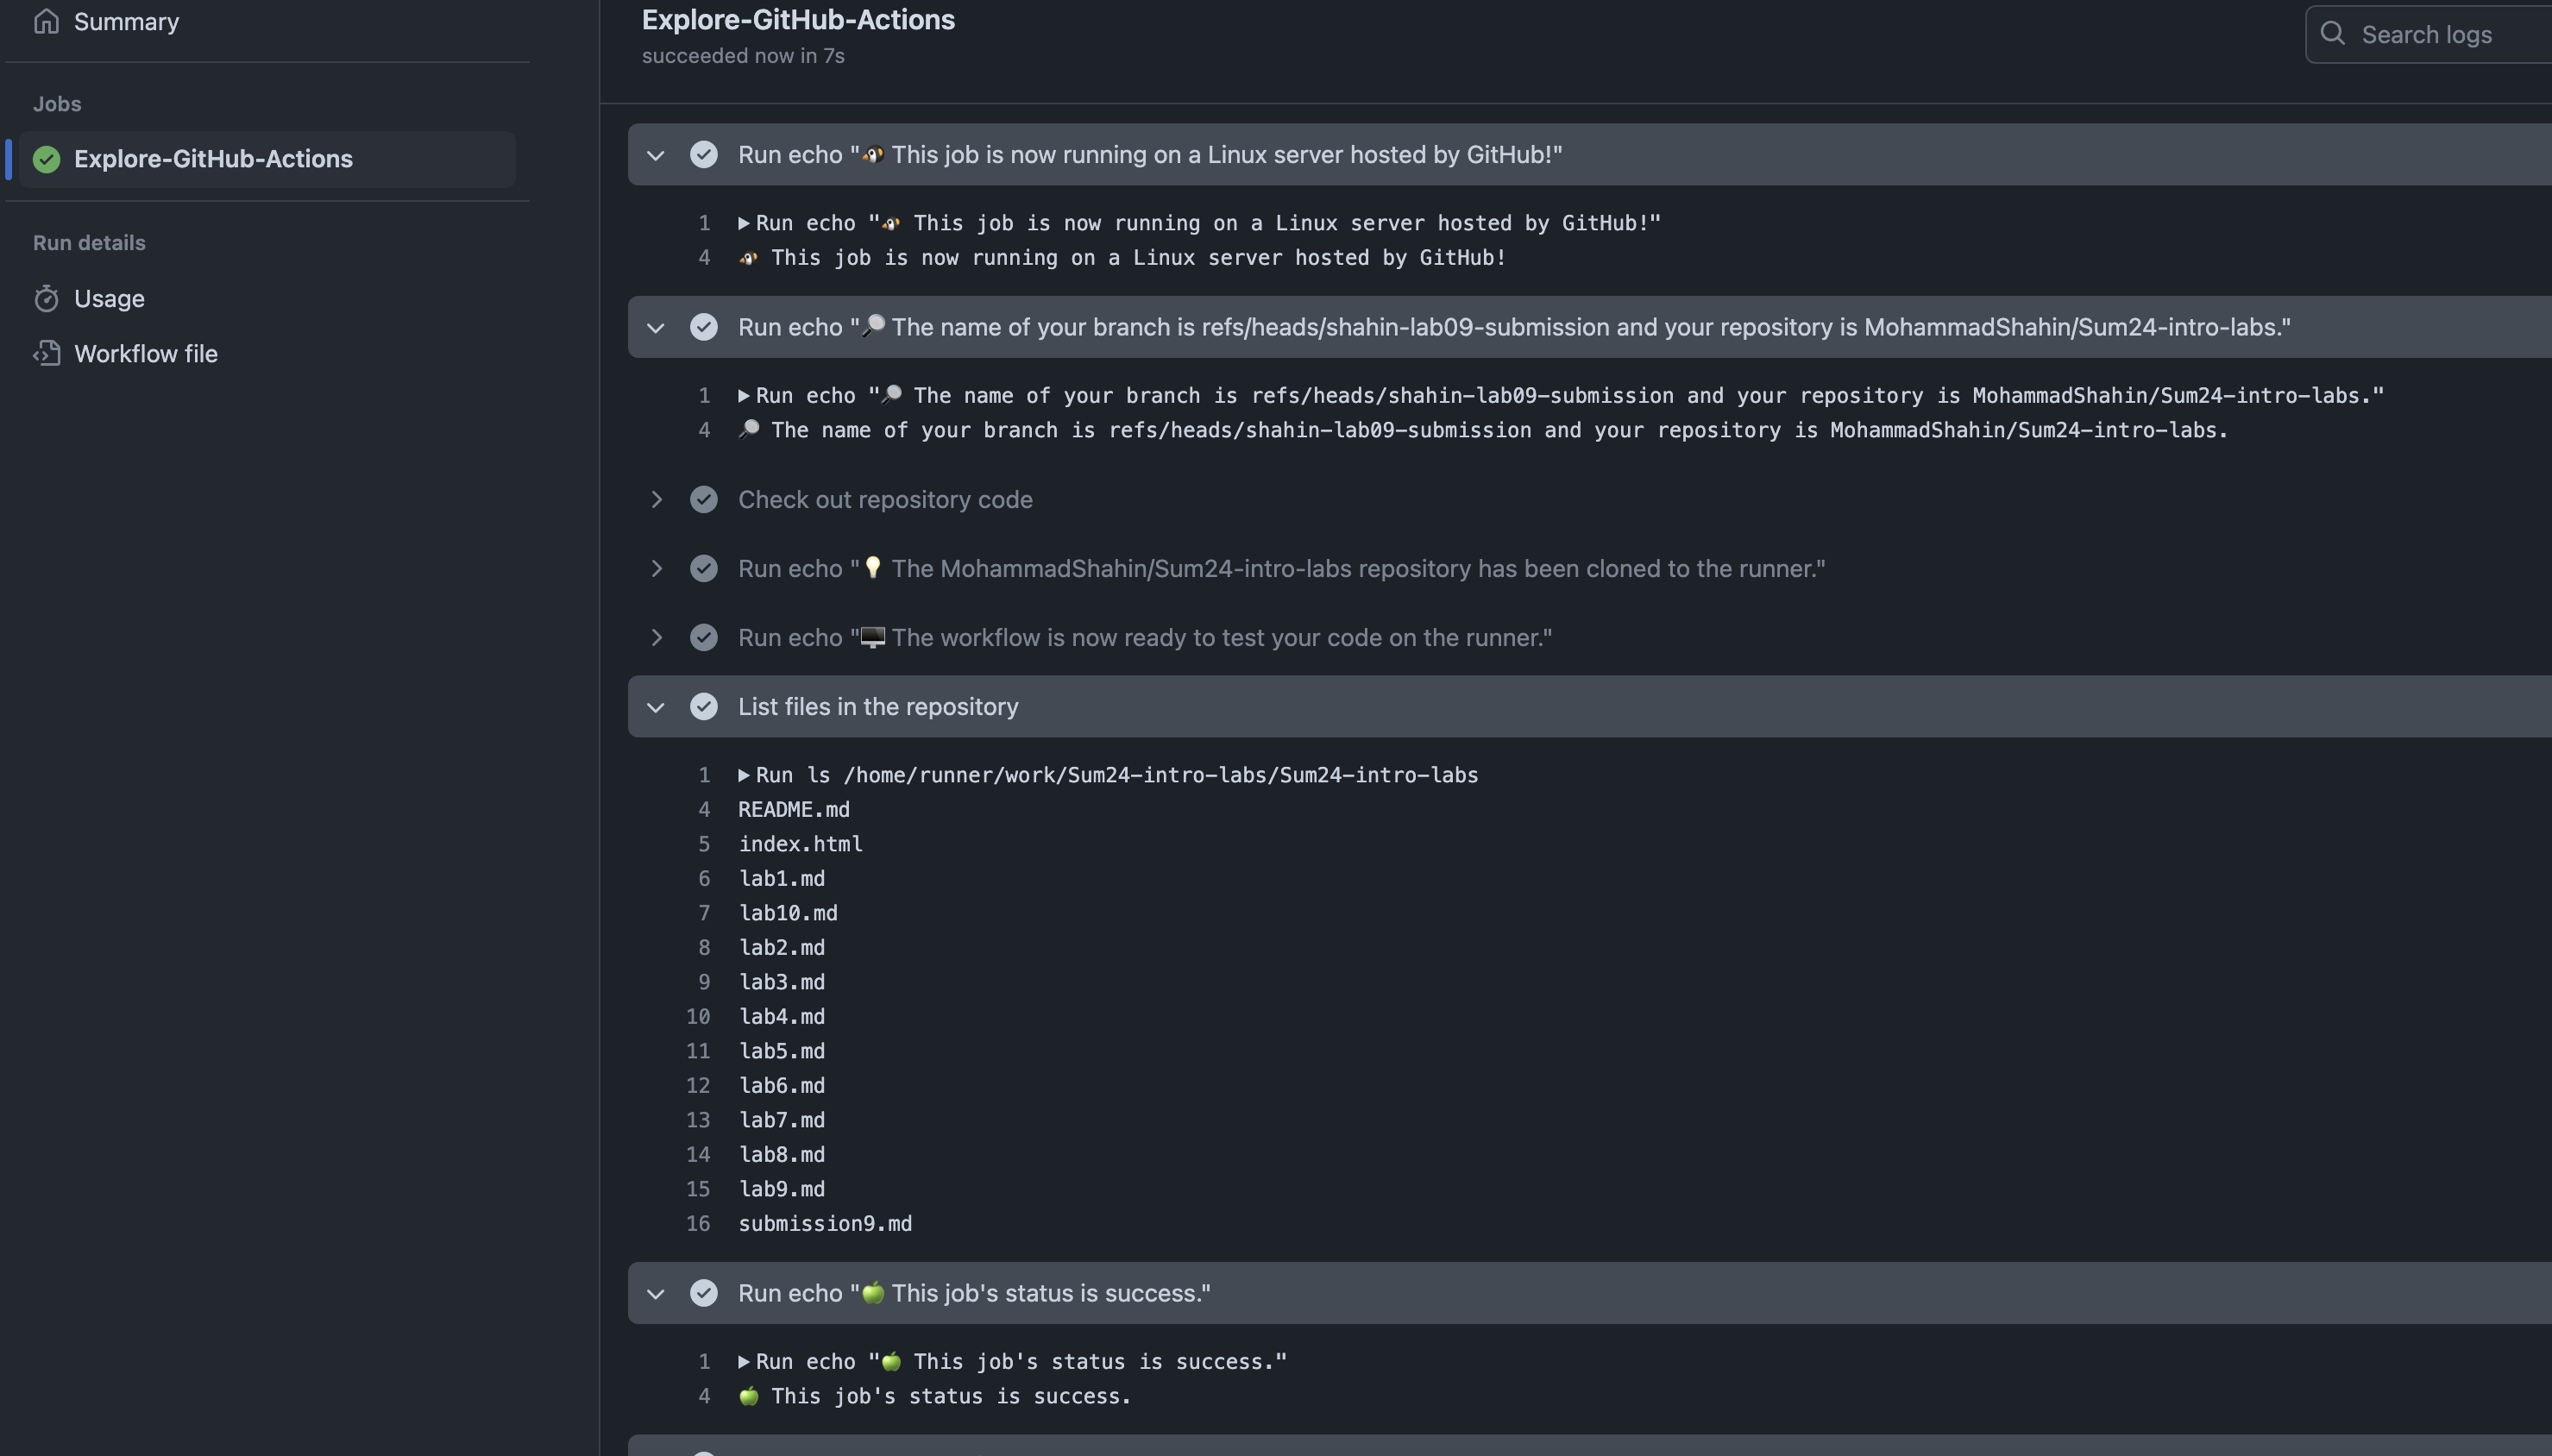 Summary
Jobs
Explore-GitHub-Actions
Run details
Usage
Workflow file
Explore-GitHub-Actions
succeeded now in 7s
Search logs
Run echo "🐧 This job is now running on a Linux server hosted by GitHub!"
1 ▶Run echo "🐧 This job is now running on a Linux server hosted by GitHub!"
4 🐧 This job is now running on a Linux server hosted by GitHub!
Run echo "🔎 The name of your branch is refs/heads/shahin-lab09-submission and your repository is MohammadShahin/Sum24-intro-labs."
1 ▶Run echo "🔎 The name of your branch is refs/heads/shahin-lab09-submission and your repository is MohammadShahin/Sum24-intro-labs."
4 🔎 The name of your branch is refs/heads/shahin-lab09-submission and your repository is MohammadShahin/Sum24-intro-labs.
Check out repository code
Run echo "💡 The MohammadShahin/Sum24-intro-labs repository has been cloned to the runner."
Run echo "🖥️ The workflow is now ready to test your code on the runner."
List files in the repository
1 ▶Run ls /home/runner/work/Sum24-intro-labs/Sum24-intro-labs
4 README.md
5 index.html
6 lab1.md
7 lab10.md
8 lab2.md
9 lab3.md
10 lab4.md
11 lab5.md
12 lab6.md
13 lab7.md
14 lab8.md
15 lab9.md
16 submission9.md
Run echo "🍏 This job's status is success."
1 ▶Run echo "🍏 This job's status is success."
4 🍏 This job's status is success.